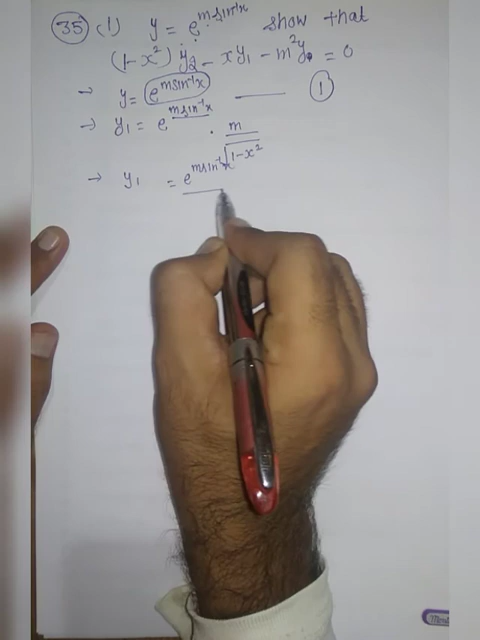 35 (1) y = e^(m sin⁻¹x) show that
(1-x²) y₂ - xy₁ - m²y = 0
→ y = e^(m sin⁻¹x) —— (1)
→ y₁ = e^(m sin⁻¹x) · m/√(1-x²)
→ y₁ = e^(m sin⁻¹x)